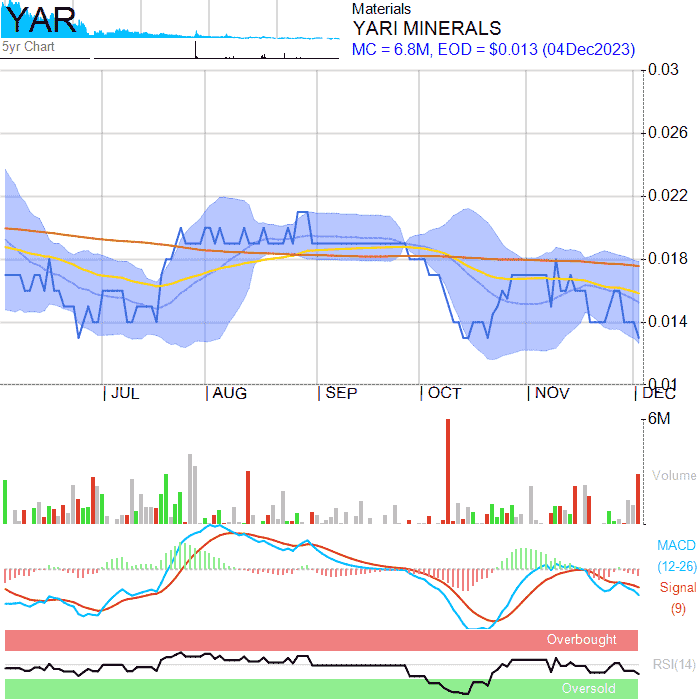 YAR
5yr Chart
Materials
YARI MINERALS
MC = 6.8M, EOD = $0.013 (04Dec2023)
0.03
0.026
0.022
0.018
0.014
0.01
JUL
AUG
SEP
OCT
NOV
DEC
6M
Volume
MACD
(12-26)
Signal
(9)
Overbought
RSI(14)
Oversold